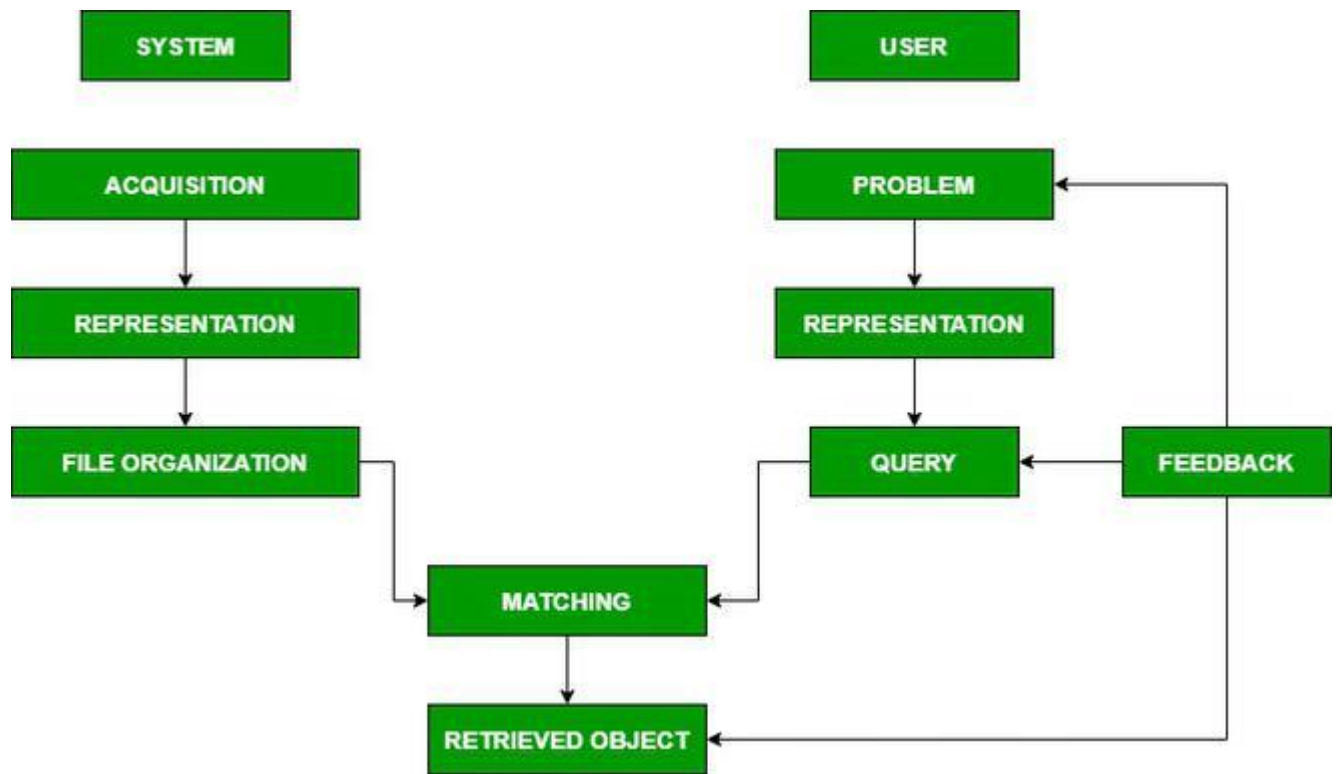 SYSTEM
USER
ACQUISITION
PROBLEM
REPRESENTATION
REPRESENTATION
FILE ORGANIZATION
QUERY
FEEDBACK
MATCHING
RETRIEVED OBJECT